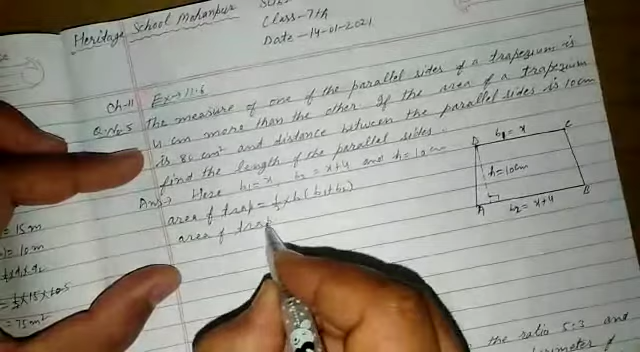 Heritage School Mohanpur
Class-7th
Date-14-01-2021
Ch-11 Ex-11.6
Q.No.5 The measure of one of the parallel sides of a trapezium is
4 cm more than the other. If the area of a trapezium
is 80 cm² and distance between the parallel sides is 10cm
find the length of the parallel sides.
Ans:- Here b₁=x, b₂=x+4 and h=10cm
area of trap=½×h(b₁+b₂)
area of trap
b₁=x
C
h=10cm
A
B
b₂=x+4
=15m
=10m
=½×15×10
=75m²
the ratio 5:3 and